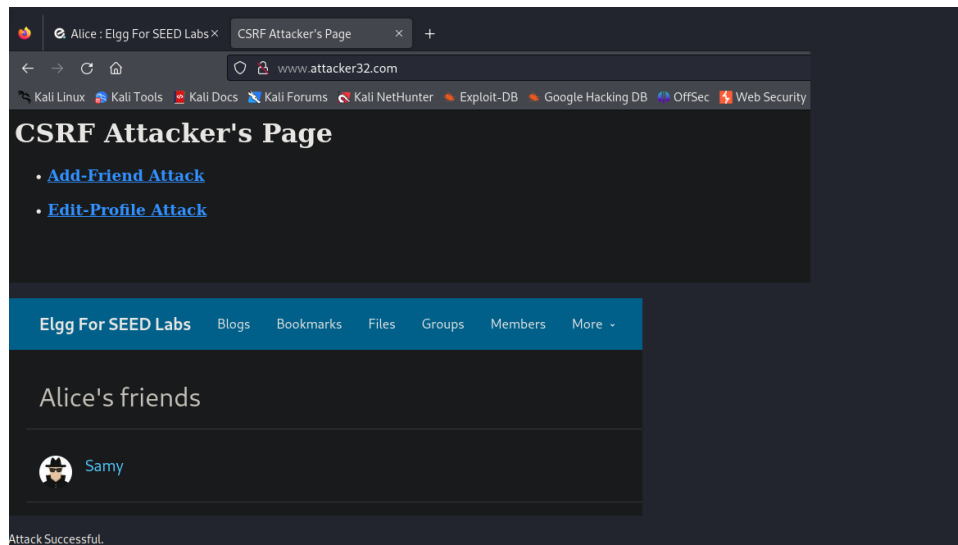 Alice : Elgg For SEED Labs × CSRF Attacker's Page × +
www.attacker32.com
Kali Linux Kali Tools Kali Docs Kali Forums Kali NetHunter Exploit-DB Google Hacking DB OffSec Web Security
CSRF Attacker's Page
• Add-Friend Attack
• Edit-Profile Attack
Elgg For SEED Labs Blogs Bookmarks Files Groups Members More
Alice's friends
Samy
Attack Successful.